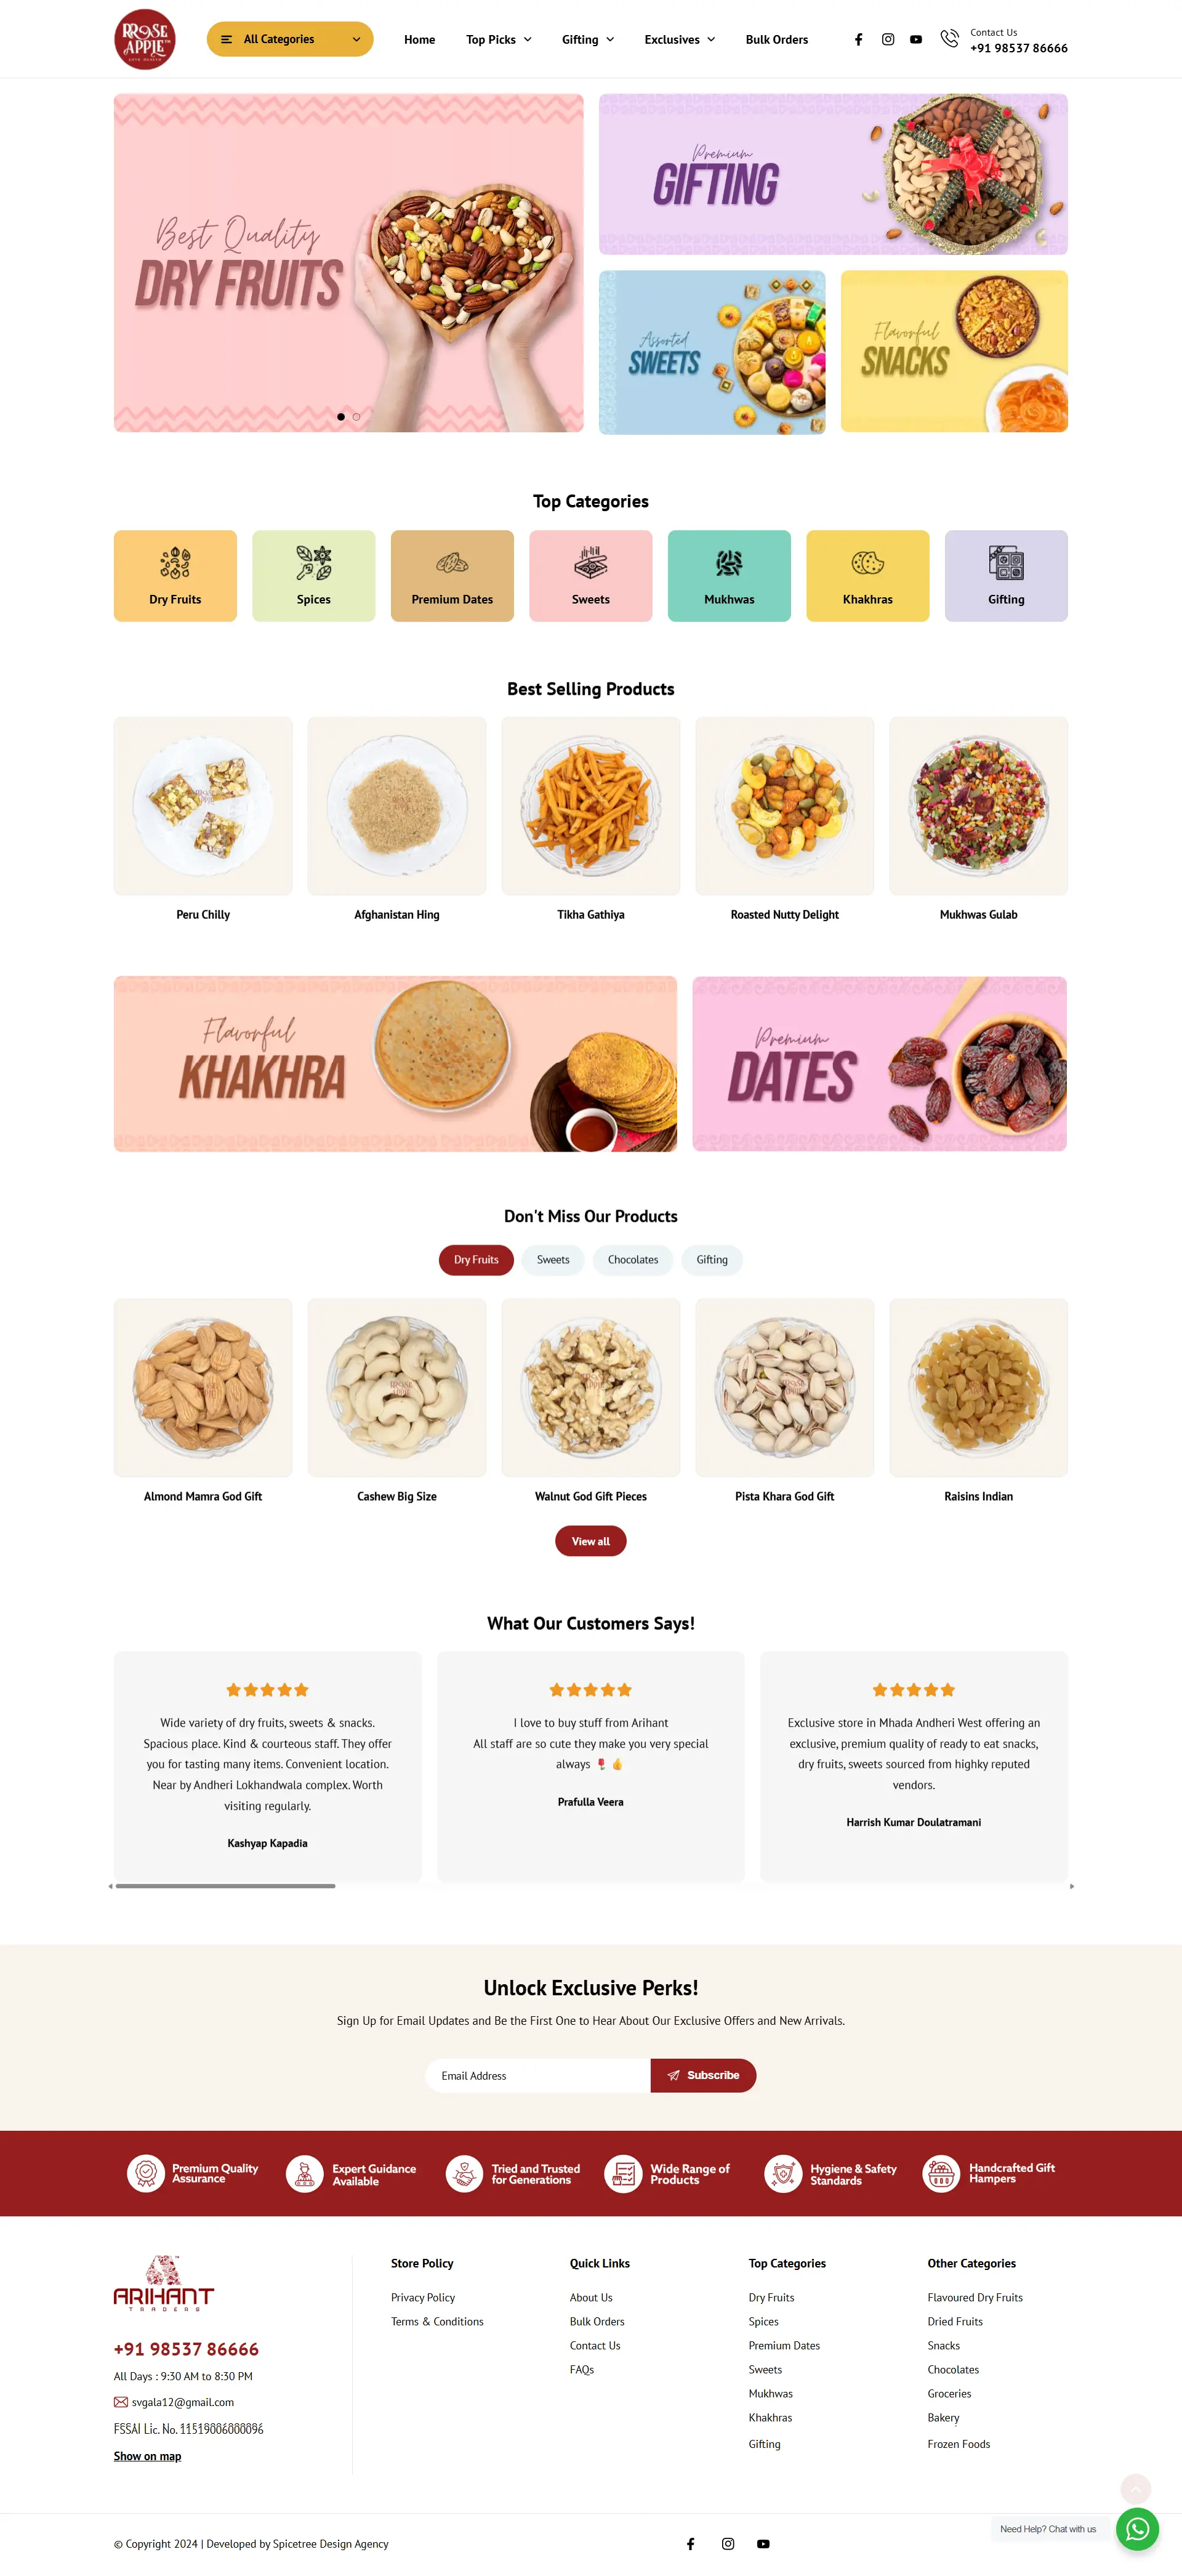 RROSE
APPLE
All Categories
Home
Top Picks
Gifting
Exclusives
Bulk Orders
Contact Us
+91 98537 86666
Best Quality
DRY FRUITS
Premium
GIFTING
Assorted
SWEETS
Flavorful
SNACKS
Top Categories
Dry Fruits
Spices
Premium Dates
Sweets
Mukhwas
Khakhras
Gifting
Best Selling Products
Peru Chilly
Afghanistan Hing
Tikha Gathiya
Roasted Nutty Delight
Mukhwas Gulab
Flavorful
KHAKHRA
Premium
DATES
Don't Miss Our Products
Dry Fruits
Sweets
Chocolates
Gifting
Almond Mamra God Gift
Cashew Big Size
Walnut God Gift Pieces
Pista Khara God Gift
Raisins Indian
View all
What Our Customers Says!
Wide variety of dry fruits, sweets & snacks.
Spacious place. Kind & courteous staff. They offer
you for tasting many items. Convenient location.
Near by Andheri Lokhandwala complex. Worth
visiting regularly.
Kashyap Kapadia
I love to buy stuff from Arihant
All staff are so cute they make you very special
always 🌹 👍
Prafulla Veera
Exclusive store in Mhada Andheri West offering an
exclusive, premium quality of ready to eat snacks,
dry fruits, sweets sourced from highky reputed
vendors.
Harrish Kumar Doulatramani
Unlock Exclusive Perks!
Sign Up for Email Updates and Be the First One to Hear About Our Exclusive Offers and New Arrivals.
Email Address
Subscribe
Premium Quality
Assurance
Expert Guidance
Available
Tried and Trusted
for Generations
Wide Range of
Products
Hygiene & Safety
Standards
Handcrafted Gift
Hampers
ARIHANT
TRADERS
+91 98537 86666
All Days : 9:30 AM to 8:30 PM
svgala12@gmail.com
FSSAI Lic. No. 11519006000096
Show on map
Store Policy
Privacy Policy
Terms & Conditions
Quick Links
About Us
Bulk Orders
Contact Us
FAQs
Top Categories
Dry Fruits
Spices
Premium Dates
Sweets
Mukhwas
Khakhras
Gifting
Other Categories
Flavoured Dry Fruits
Dried Fruits
Snacks
Chocolates
Groceries
Bakery
Frozen Foods
© Copyright 2024 | Developed by Spicetree Design Agency
Need Help? Chat with us